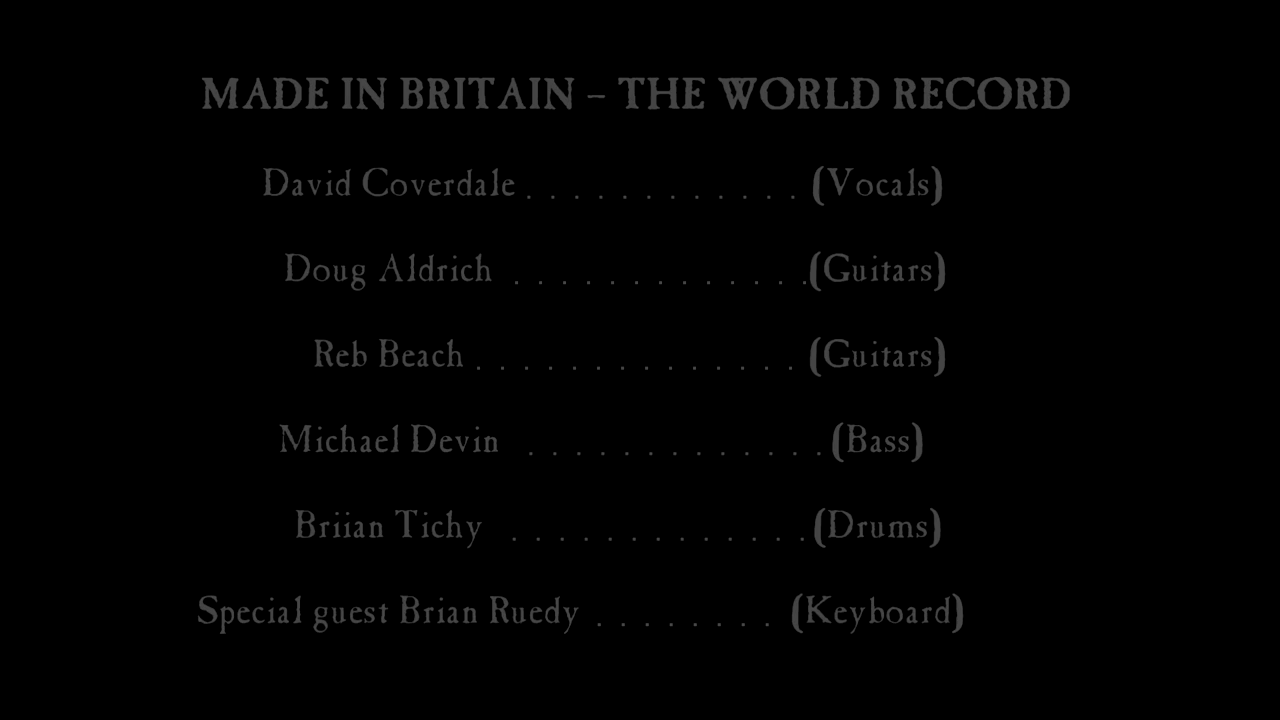 MADE IN BRITAIN – THE WORLD RECORD
David Coverdale . . . . . . . . . . . . (Vocals)
Doug Aldrich . . . . . . . . . . . . .(Guitars)
Reb Beach . . . . . . . . . . . . . . (Guitars)
Michael Devin . . . . . . . . . . . . . (Bass)
Briian Tichy . . . . . . . . . . . . .(Drums)
Special guest Brian Ruedy . . . . . . . . (Keyboard)